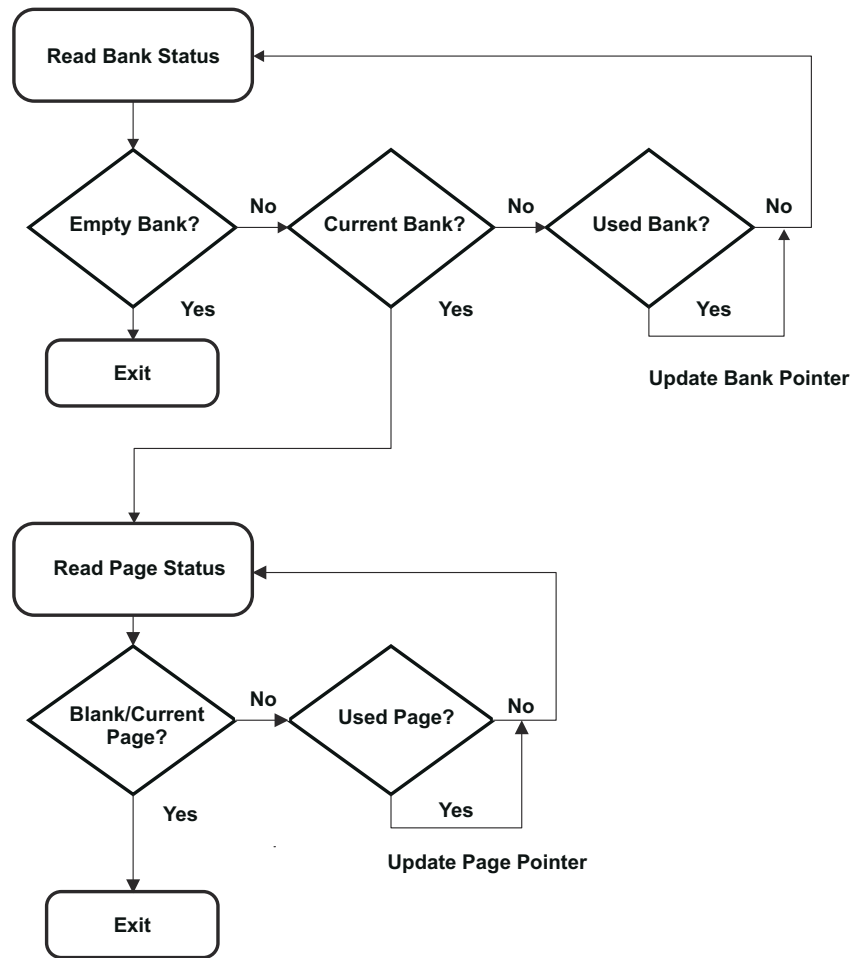 Read Bank Status
Empty Bank?
No
Current Bank?
No
Used Bank?
No
Yes
Yes
Yes
Exit
Update Bank Pointer
Read Page Status
Blank/Current
Page?
No
Used Page?
No
Yes
Yes
Update Page Pointer
Exit